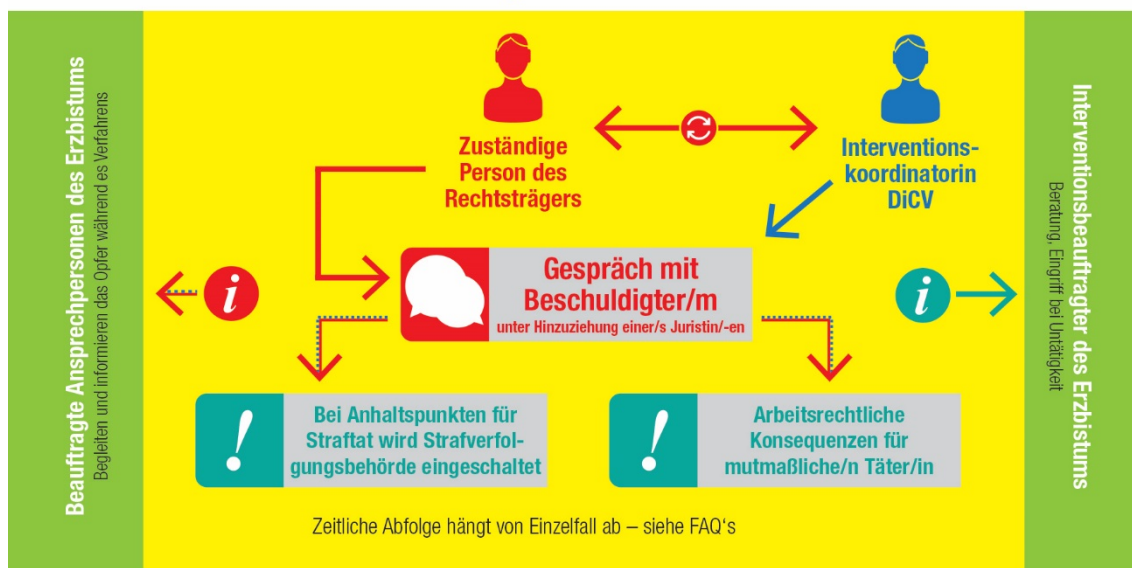 Beauftragte Ansprechpersonen des Erzbistums
Begleiten und informieren das Opfer während es Verfahrens
Zuständige
Person des
Rechtsträgers
Interventions-
koordinatorin
DiCV
Gespräch mit
Beschuldigter/m
unter Hinzuziehung einer/s Juristin/-en
i
i
!
Bei Anhaltspunkten für
Straftat wird Strafverfol-
gungsbehörde eingeschaltet
!
Arbeitsrechtliche
Konsequenzen für
mutmaßliche/n Täter/in
Zeitliche Abfolge hängt von Einzelfall ab – siehe FAQ‘s
Interventionsbeauftragter des Erzbistums
Beratung, Eingriff bei Untätigkeit